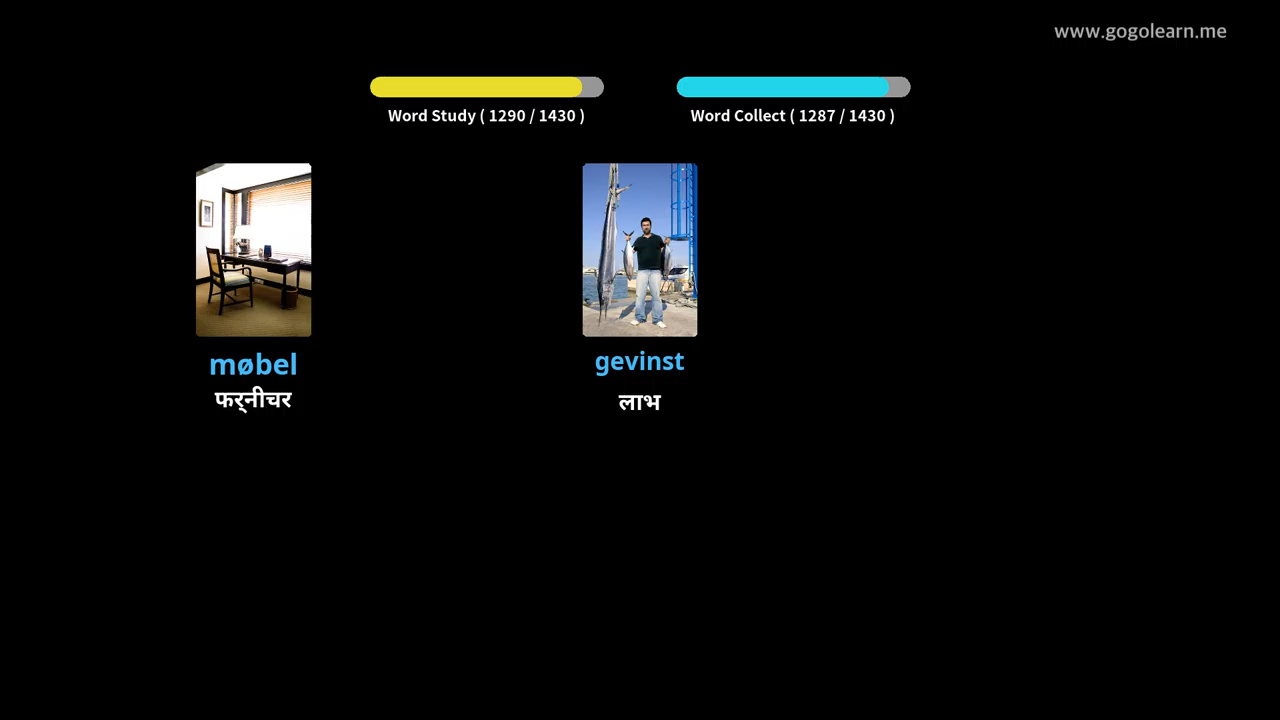 www.gogolearn.me
Word Study ( 1290 / 1430 )
Word Collect ( 1287 / 1430 )
møbel
फर्नीचर
gevinst
लाभ